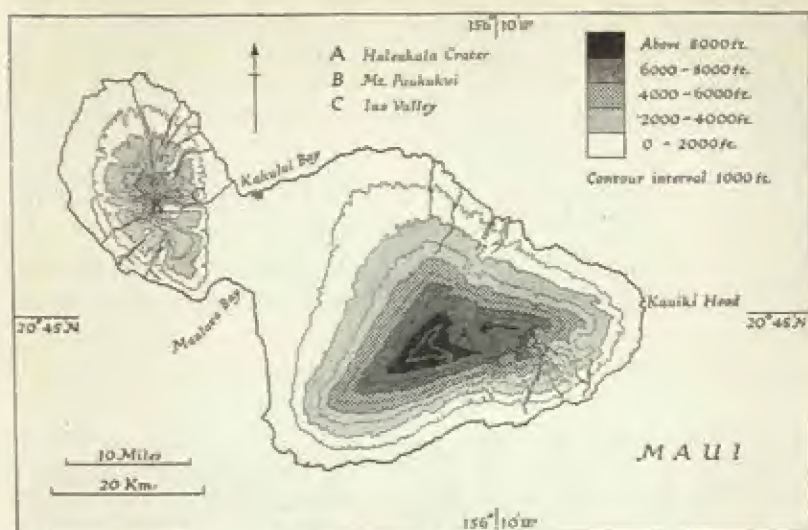 156° 10' W
A Haleakala Crater
B Mt. Puukukui
C Iao Valley
Above 8000 ft.
6000 - 8000 ft.
4000 - 6000 ft.
2000 - 4000 ft.
0 - 2000 ft.
Contour interval 1000 ft.
Kahului Bay
Kauiki Head
20° 45' N
20° 45' N
Maalaea Bay
10 Miles
20 Km.
MAUI
156° 10' W